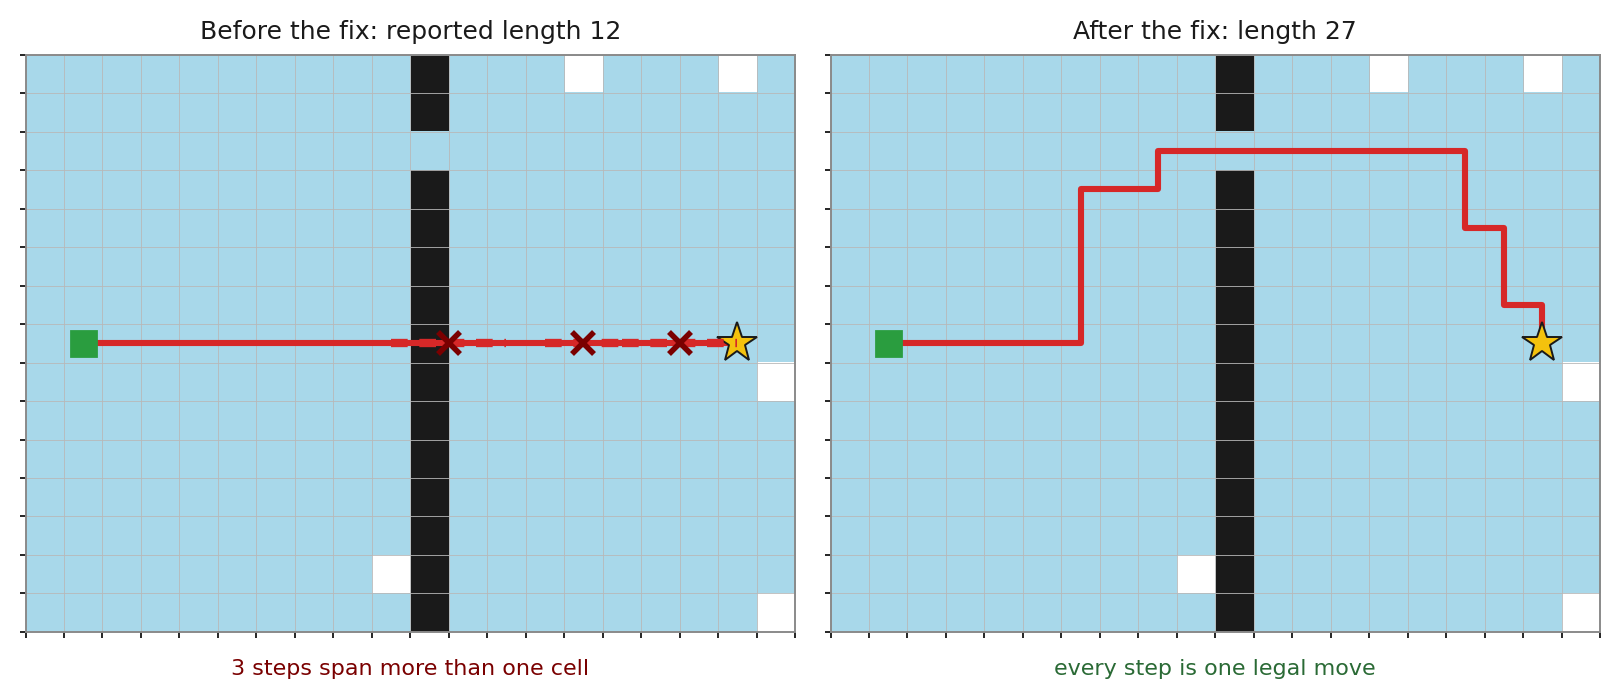 Before the fix: reported length 12
After the fix: length 27
3 steps span more than one cell
every step is one legal move